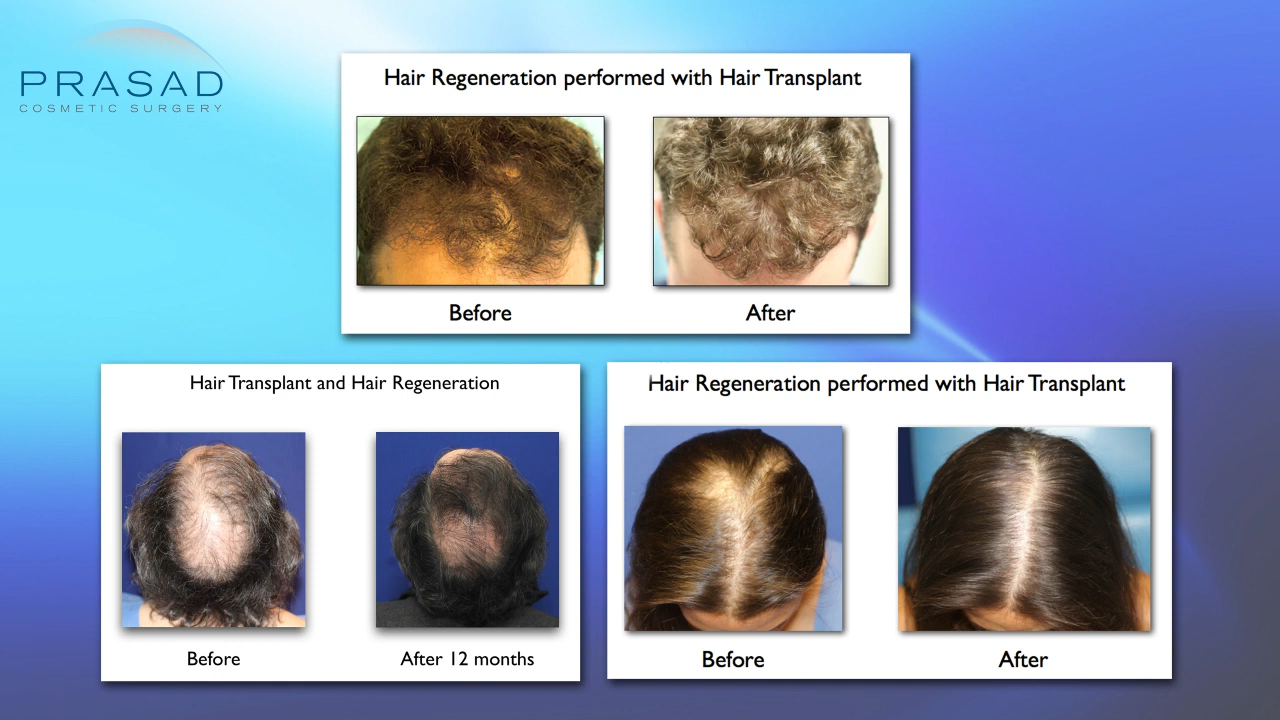 PRASAD
COSMETIC SURGERY
Hair Regeneration performed with Hair Transplant
Before
After
Hair Transplant and Hair Regeneration
Before
After 12 months
Hair Regeneration performed with Hair Transplant
Before
After